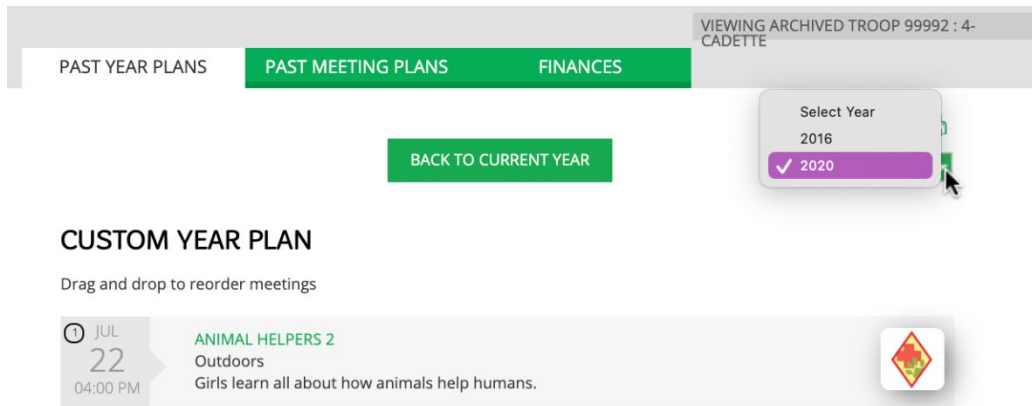 VIEWING ARCHIVED TROOP 99992 : 4-
CADETTE
PAST YEAR PLANS
PAST MEETING PLANS
FINANCES
Select Year
2016
2020
BACK TO CURRENT YEAR
CUSTOM YEAR PLAN
Drag and drop to reorder meetings
1 JUL
22
04:00 PM
ANIMAL HELPERS 2
Outdoors
Girls learn all about how animals help humans.